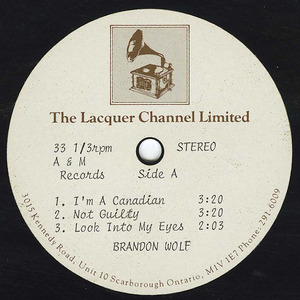 The Lacquer Channel Limited
33 1/3rpm STEREO
A & M
Records Side A
1. I'm A Canadian 3:20
2. Not Guilty 3:20
3. Look Into My Eyes 2:03
BRANDON WOLF
3015 Kennedy Road, Unit 10 Scarborough Ontario, M1V 1E7 Phone: 291-6009